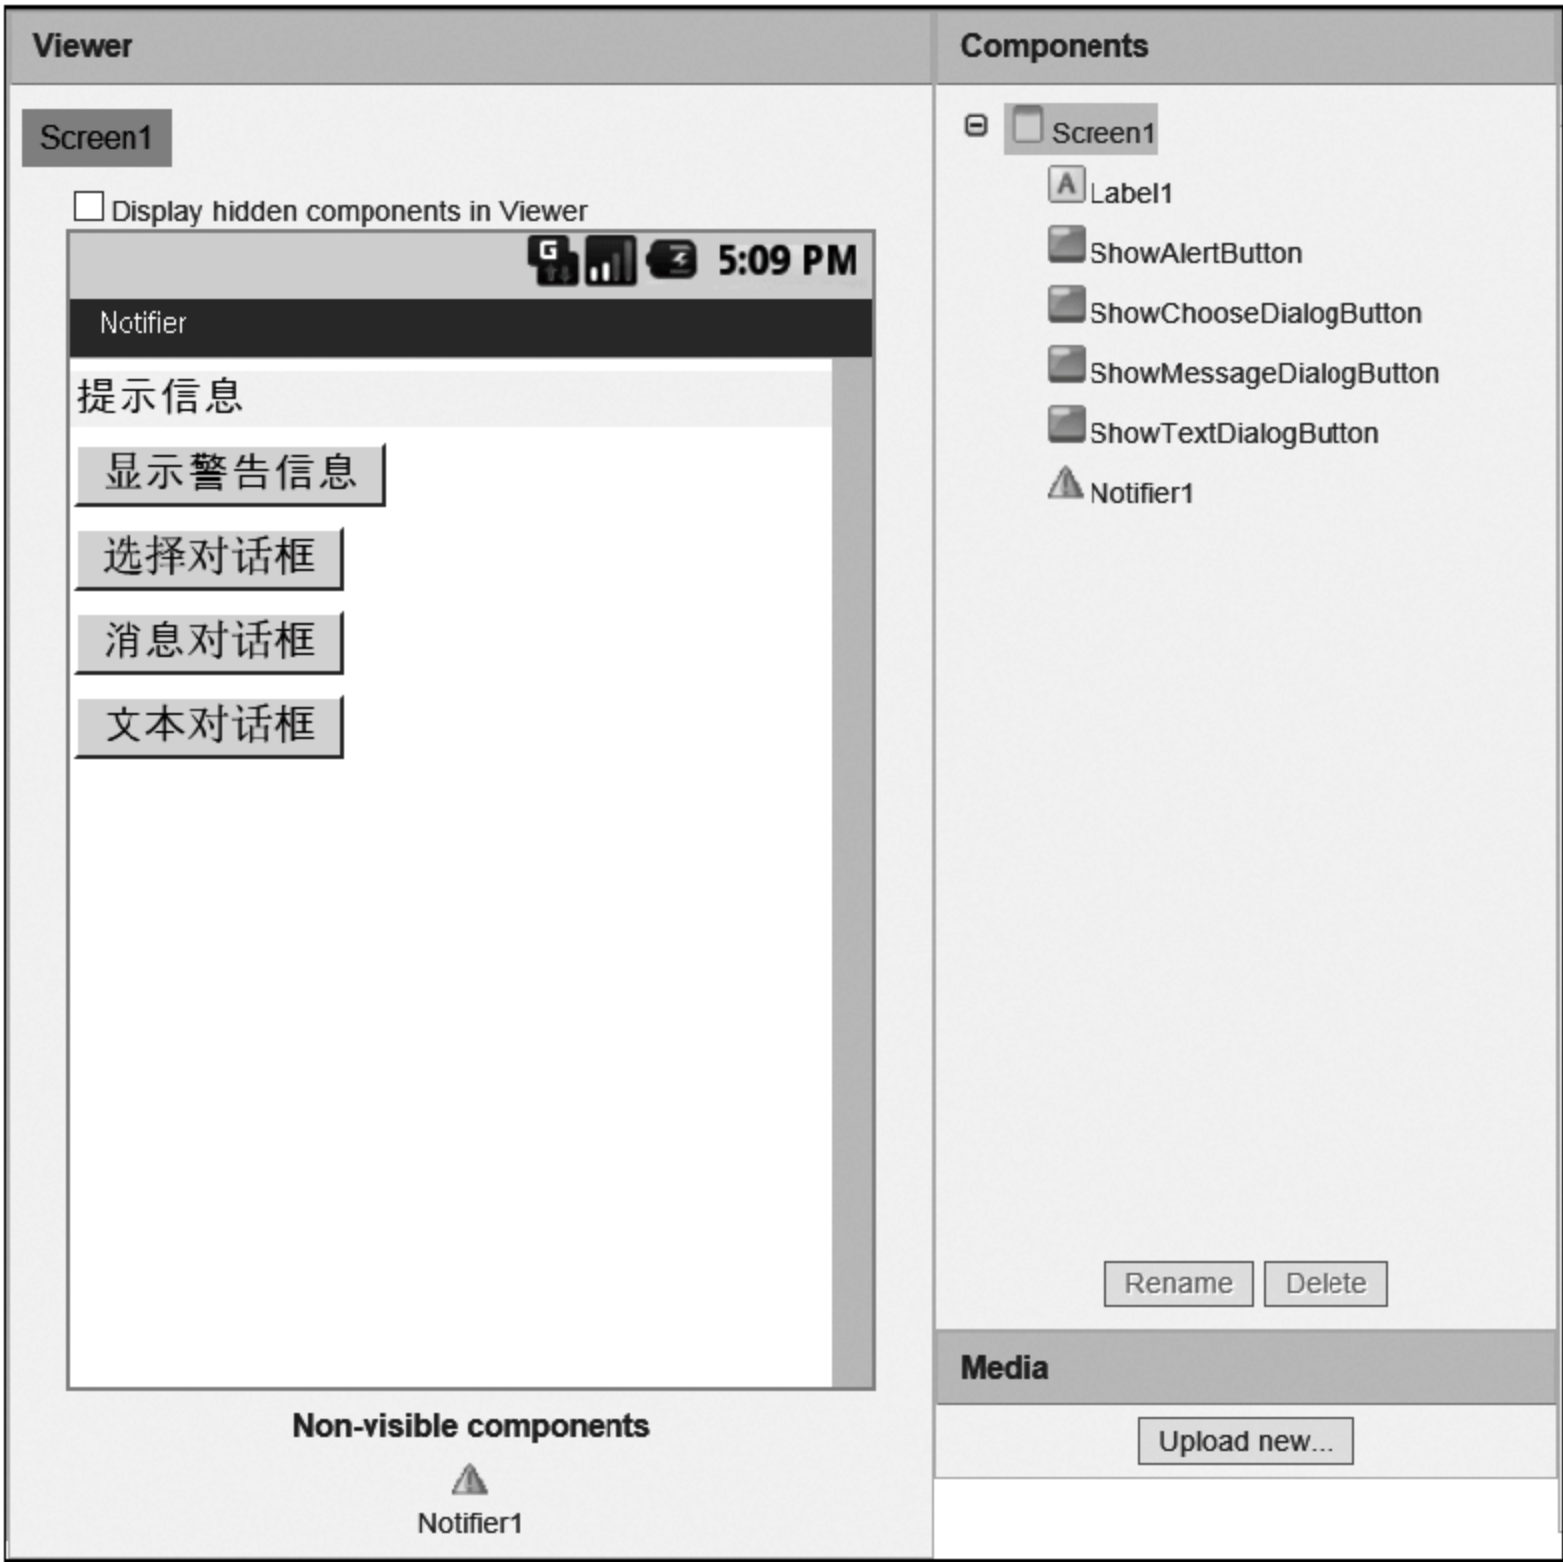 Viewer
Screen1
Display hidden components in Viewer
G 5:09 PM
Notifier
提示信息
显示警告信息
选择对话框
消息对话框
文本对话框
Non-visible components
Notifier1
Components
Screen1
A Label1
ShowAlertButton
ShowChooseDialogButton
ShowMessageDialogButton
ShowTextDialogButton
Notifier1
Rename Delete
Media
Upload new...